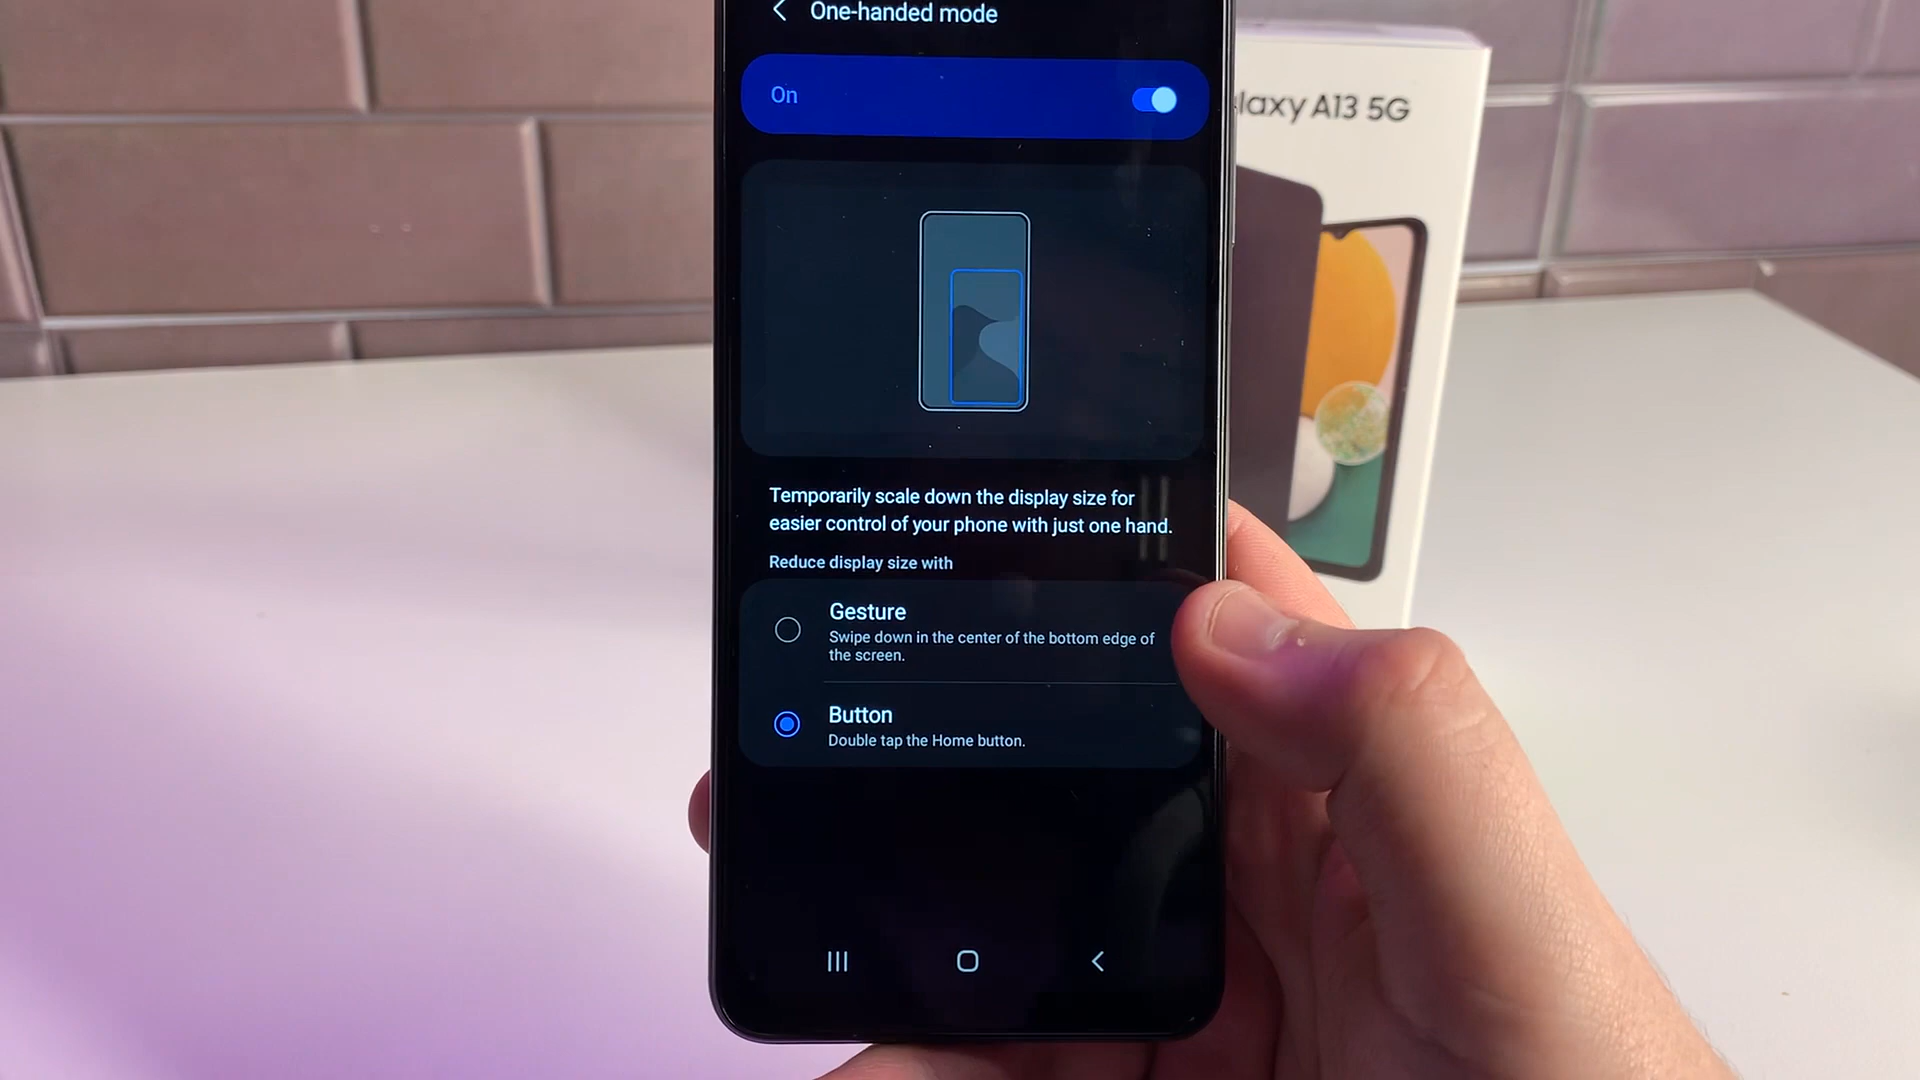 One-handed mode
On
Temporarily scale down the display size for
easier control of your phone with just one hand.
Reduce display size with
Gesture
Swipe down in the center of the bottom edge of
the screen.
Button
Double tap the Home button.
A13 5G